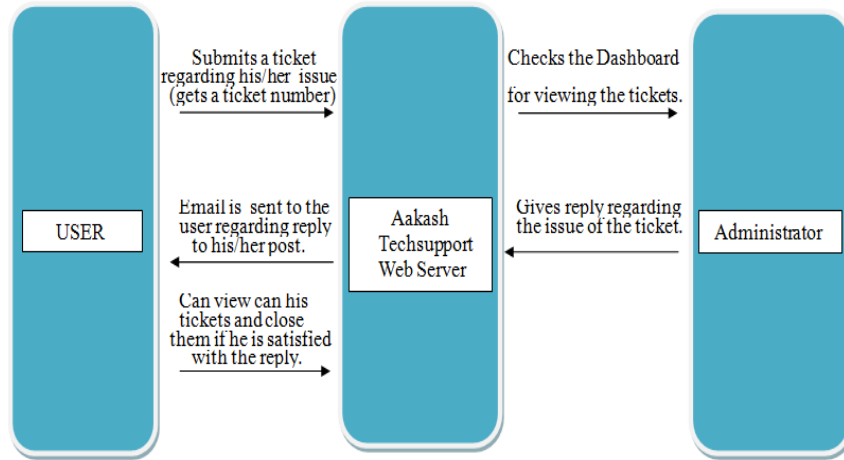 Submits a ticket
regarding his/her issue
(gets a ticket number)
Checks the Dashboard
for viewing the tickets.
USER
Email is sent to the
user regarding reply
to his/her post.
Aakash
Techsupport
Web Server
Gives reply regarding
the issue of the ticket.
Administrator
Can view can his
tickets and close
them if he is satisfied
with the reply.